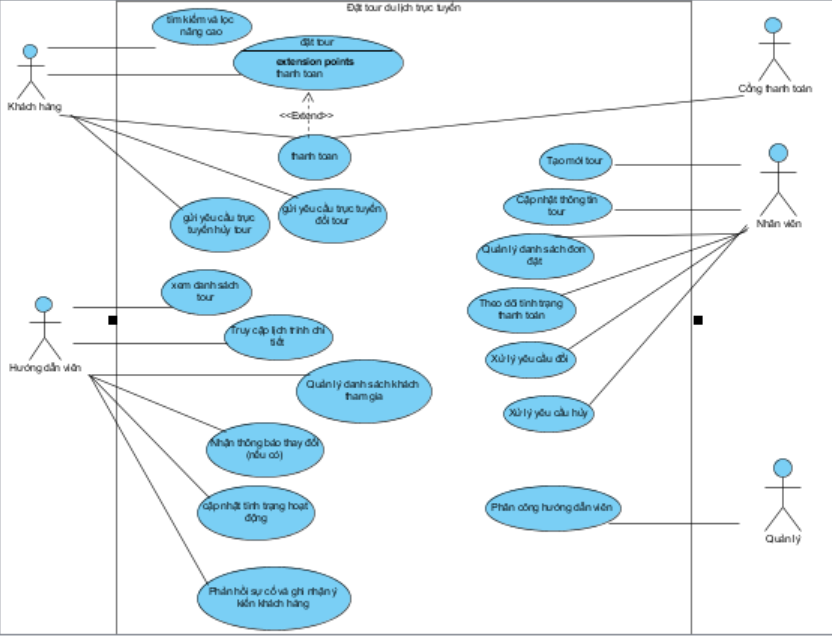 Đặt tour du lịch trực tuyến
tìm kiếm và lọc
nâng cao
đặt tour
extension points
thanh toan
<<Extend>>
thanh toan
Khách hàng
Cổng thanh toán
gửi yêu cầu trực
tuyến hủy tour
gửi yêu cầu trực tuyến
đổi tour
Tạo mới tour
Cập nhật thông tin
tour
Nhân viên
Quản lý danh sách đơn
đặt
Theo dõi tình trạng
thanh toán
Xử lý yêu cầu đổi
Xử lý yêu cầu hủy
xem danh sách
tour
Truy cập lịch trình chi
tiết
Hướng dẫn viên
Quản lý danh sách khách
tham gia
Nhận thông báo thay đổi
(nếu có)
cập nhật tình trạng hoạt
động
Phản hồi sự cố và ghi nhận ý
kiến khách hàng
Phân công hướng dẫn viên
Quản lý